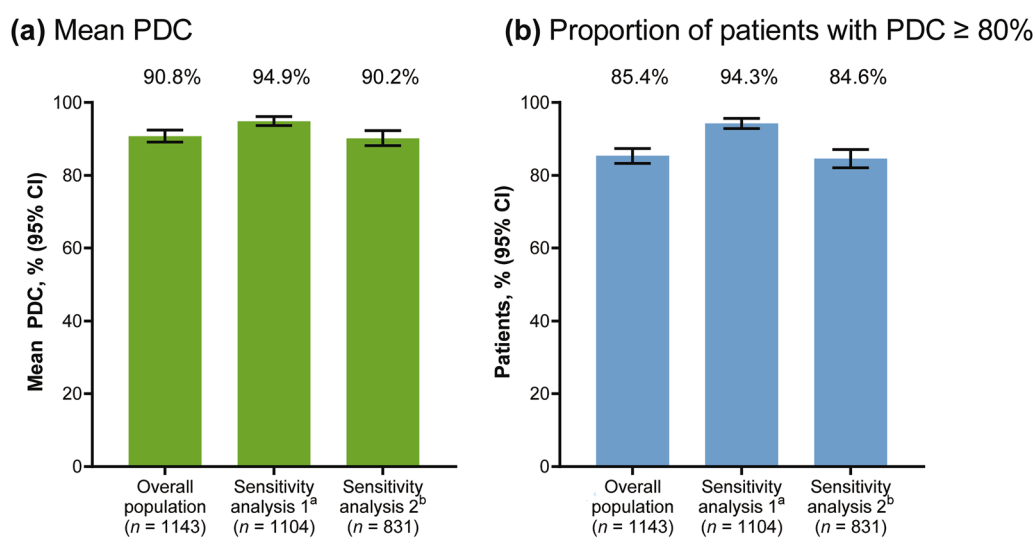 (a) Mean PDC
90.8% 94.9% 90.2%
Mean PDC, % (95% CI)
100
80
60
40
20
0
Overall population (n = 1143)
Sensitivity analysis 1a (n = 1104)
Sensitivity analysis 2b (n = 831)
(b) Proportion of patients with PDC ≥ 80%
85.4% 94.3% 84.6%
Patients, % (95% CI)
100
80
60
40
20
0
Overall population (n = 1143)
Sensitivity analysis 1a (n = 1104)
Sensitivity analysis 2b (n = 831)